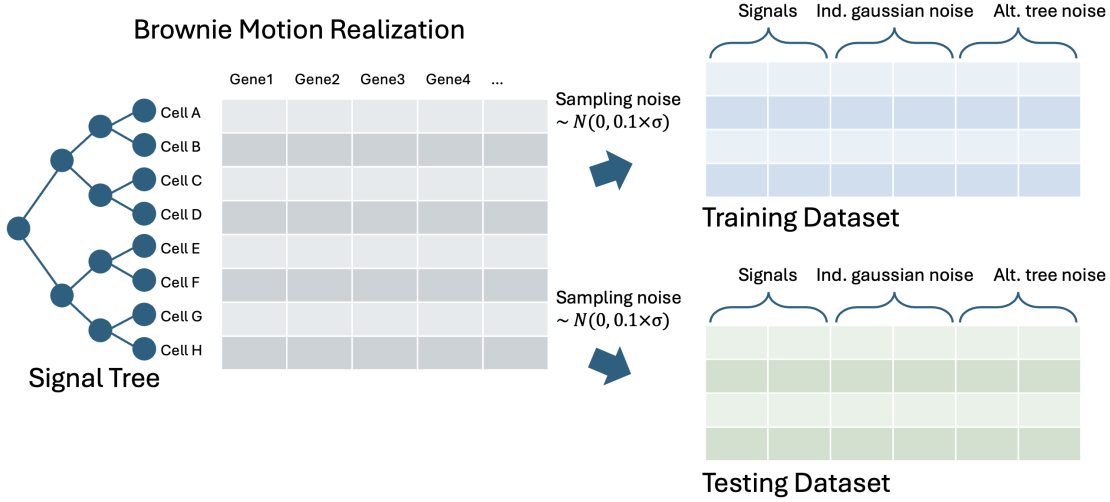 Brownie Motion Realization
Gene1 Gene2 Gene3 Gene4 ...
Cell A
Cell B
Cell C
Cell D
Cell E
Cell F
Cell G
Cell H
Signal Tree
Sampling noise
~ N(0, 0.1×σ)
Sampling noise
~ N(0, 0.1×σ)
Signals Ind. gaussian noise Alt. tree noise
Training Dataset
Signals Ind. gaussian noise Alt. tree noise
Testing Dataset